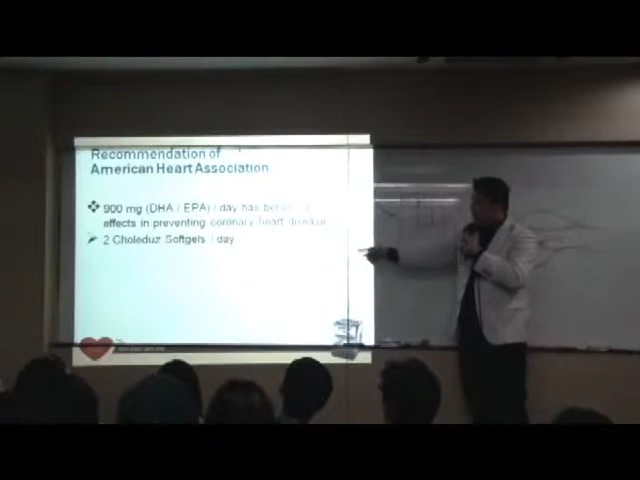 Recommendation of
American Heart Association
900 mg (DHA / EPA) / day has beneficial
effects in preventing coronary heart disease
2 Choleduz Softgels / day